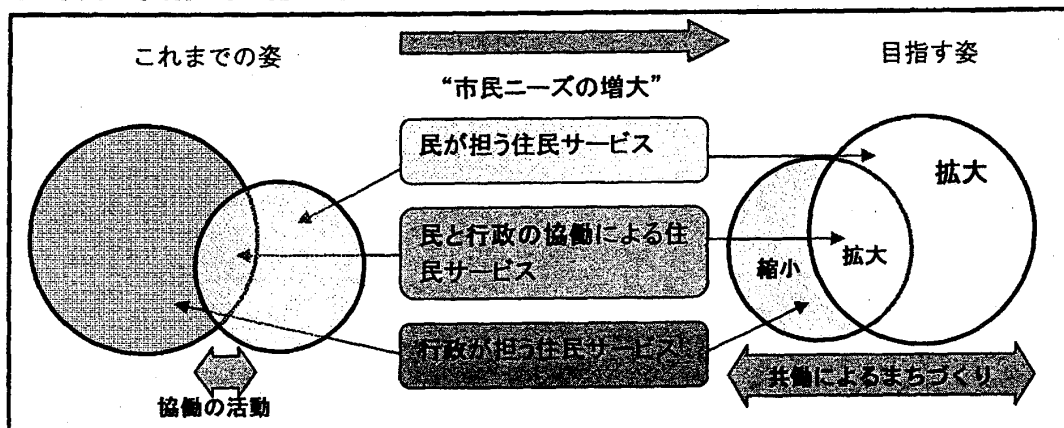 これまでの姿
目指す姿
“市民ニーズの増大”
民が担う住民サービス
民と行政の協働による住
民サービス
行政が担う住民サービス
拡大
拡大
縮小
協働の活動
共働によるまちづくり